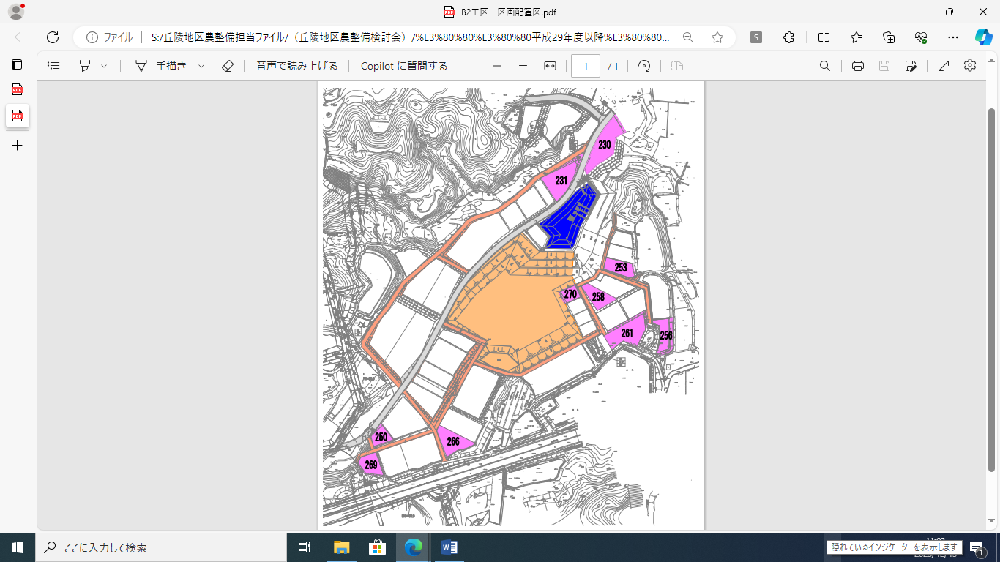 B2工区　区画配置図.pdf
ファイル
S:/丘陵地区農整備担当ファイル/（丘陵地区農整備検討会）/%E3%80%80%E3%80%80平成29年度以降%E3%80%80...
手描き
音声で読み上げる
Copilot に質問する
1
/ 1
230
231
253
270
258
261
256
250
266
269
ここに入力して検索
隠れているインジケーターを表示します
1